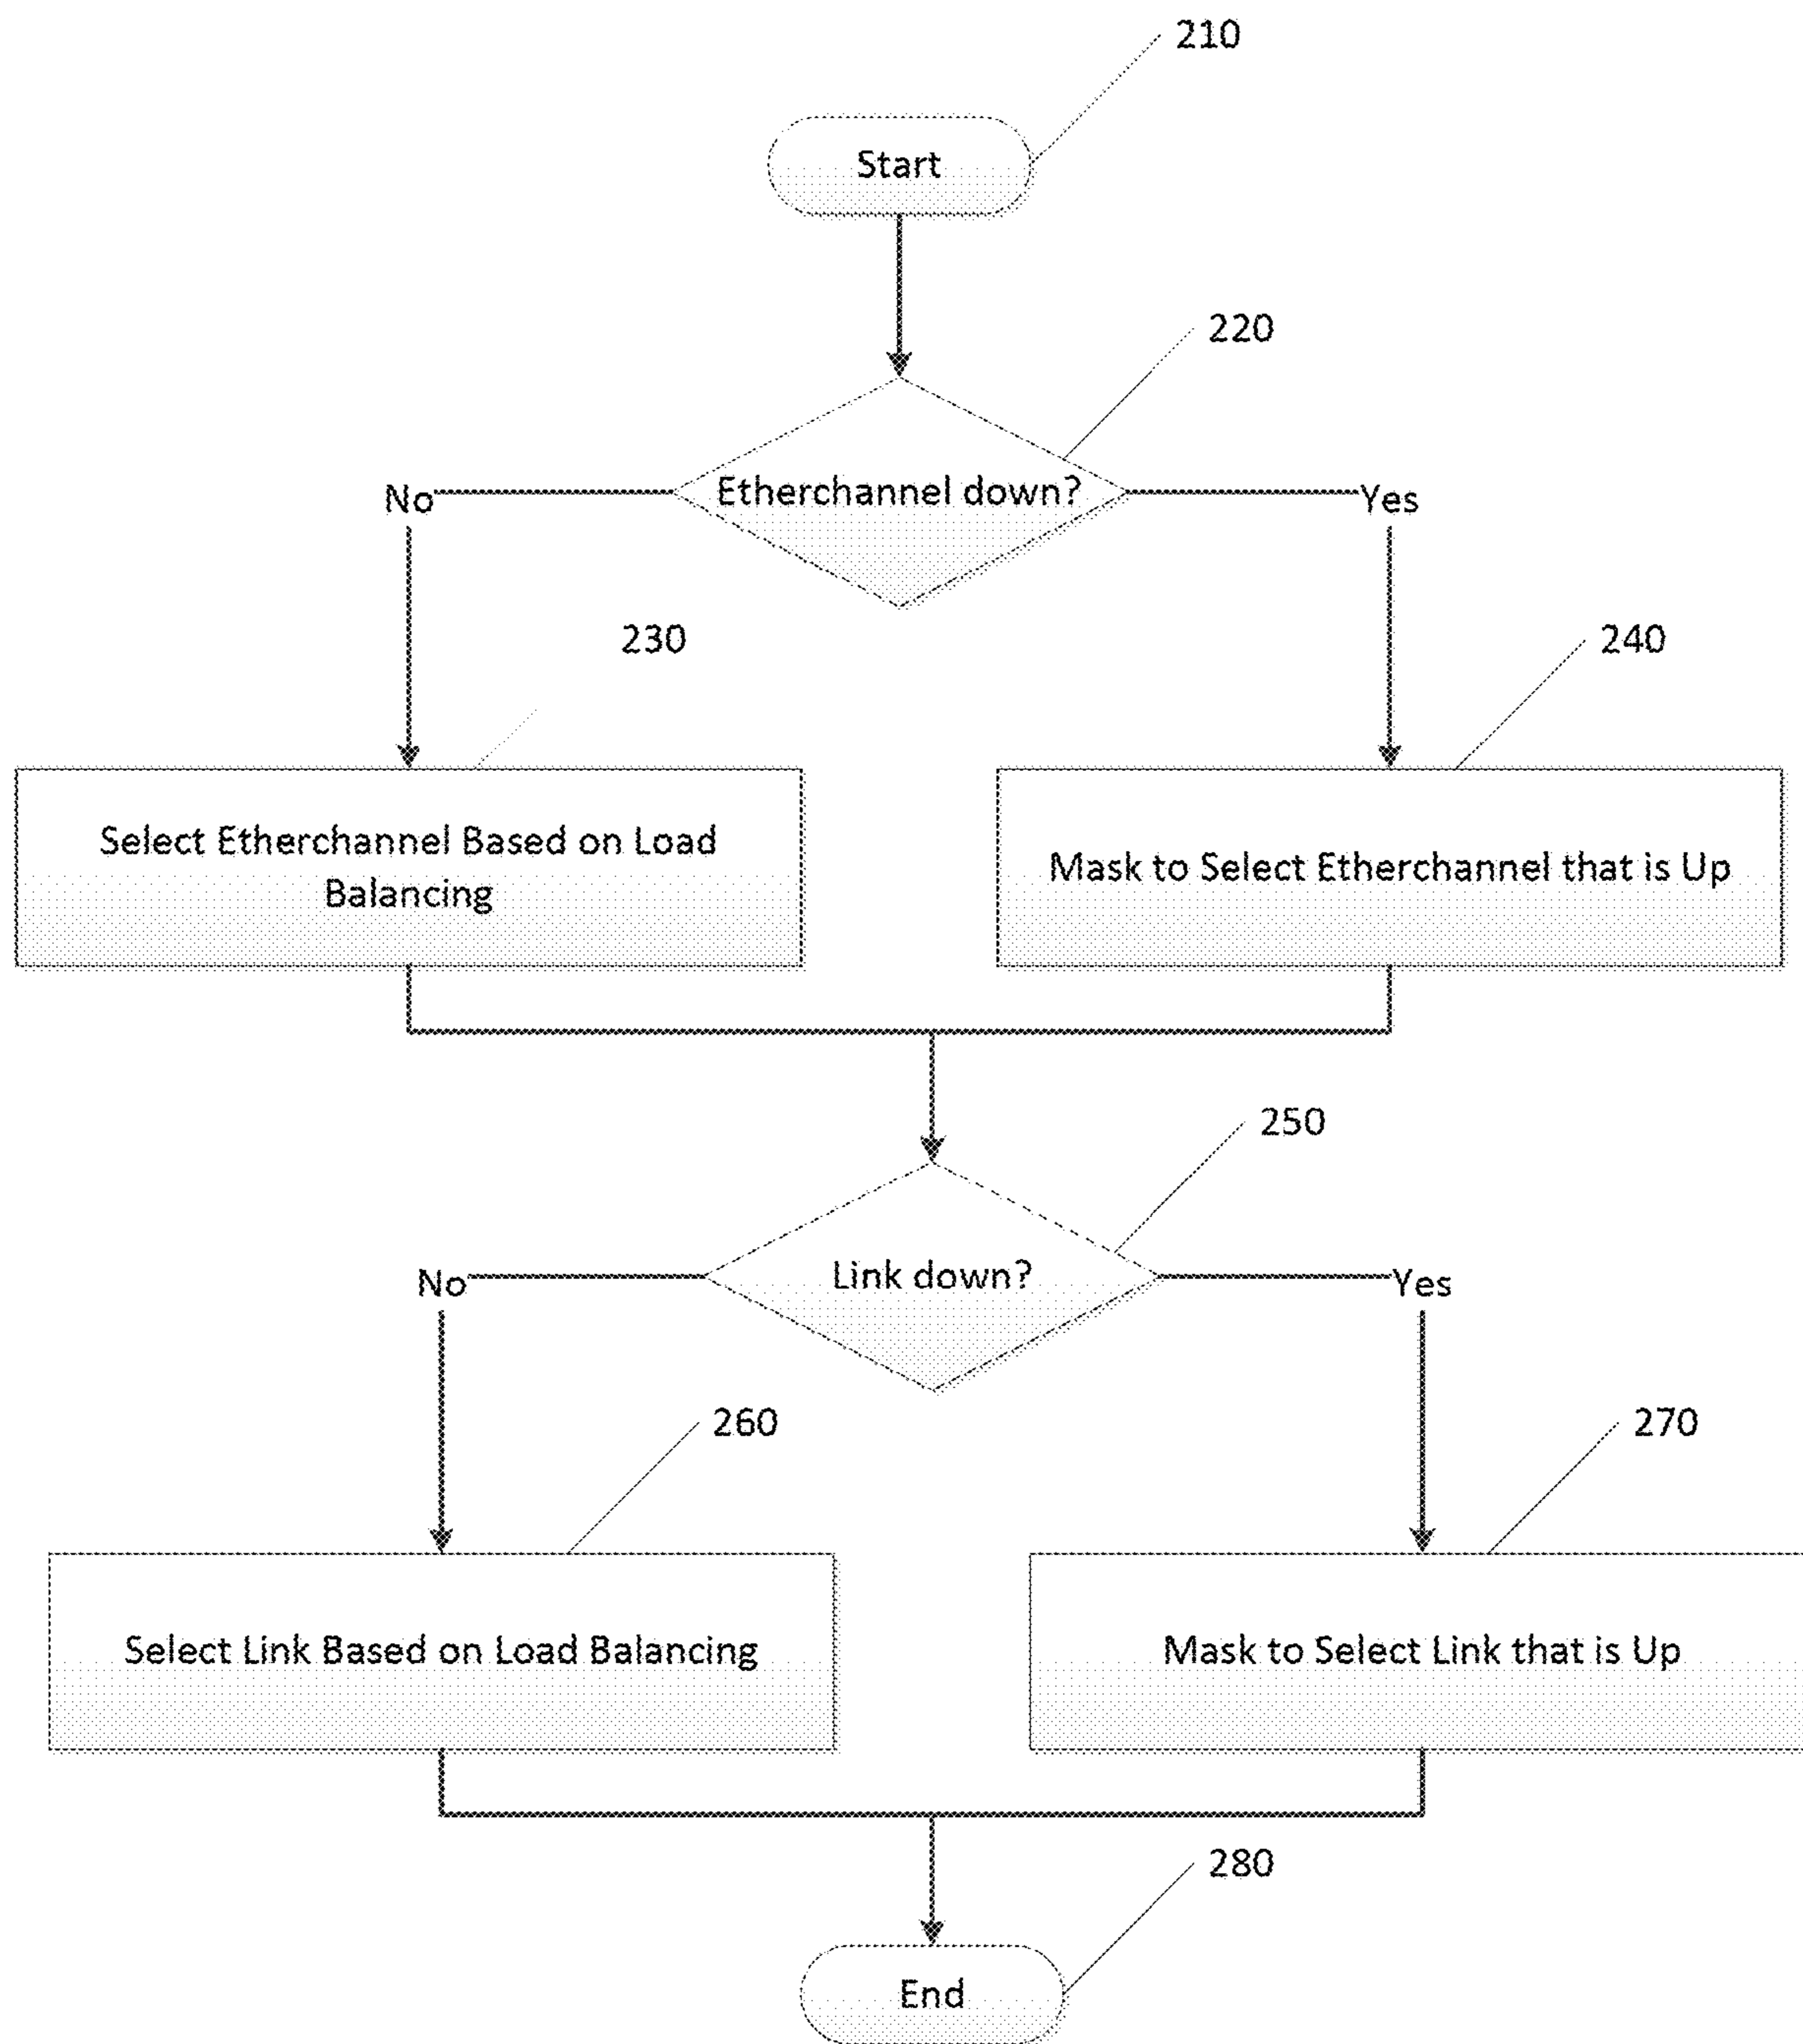 210
Start
220
Etherchannel down?
No
Yes
230
240
Select Etherchannel Based on Load
Balancing
Mask to Select Etherchannel that is Up
250
Link down?
No
Yes
260
270
Select Link Based on Load Balancing
Mask to Select Link that is Up
280
End